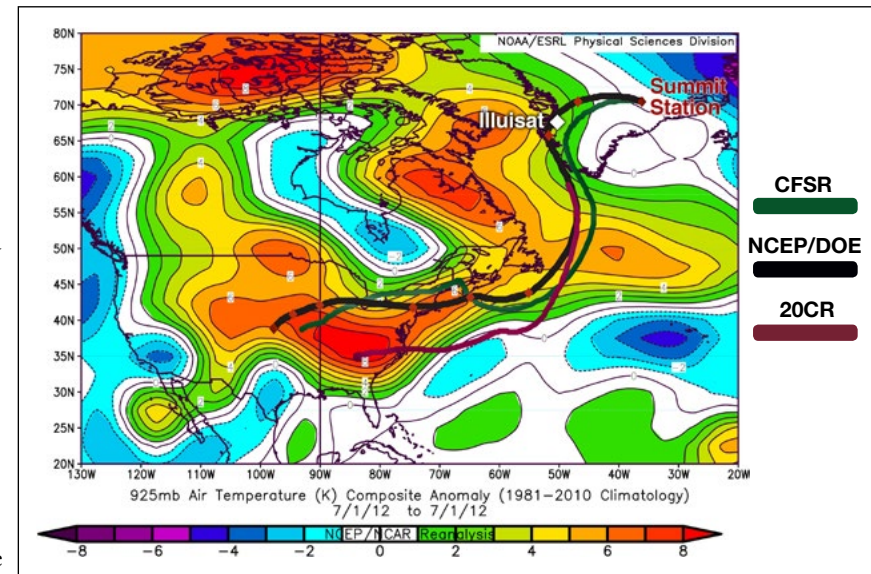 80N
NOAA/ESRL Physical Sciences Division
75N
70N
65N
60N
55N
50N
45N
40N
35N
30N
25N
20N
Summit
Station
Illuisat
130W 120W 110W 100W 90W 80W 70W 60W 50W 40W 30W 20W
925mb Air Temperature (K) Composite Anomaly (1981-2010 Climatology)
7/1/12 to 7/1/12
NCEP/NCAR Reanalysis
-8 -6 -4 -2 0 2 4 6 8
CFSR
NCEP/DOE
20CR
e